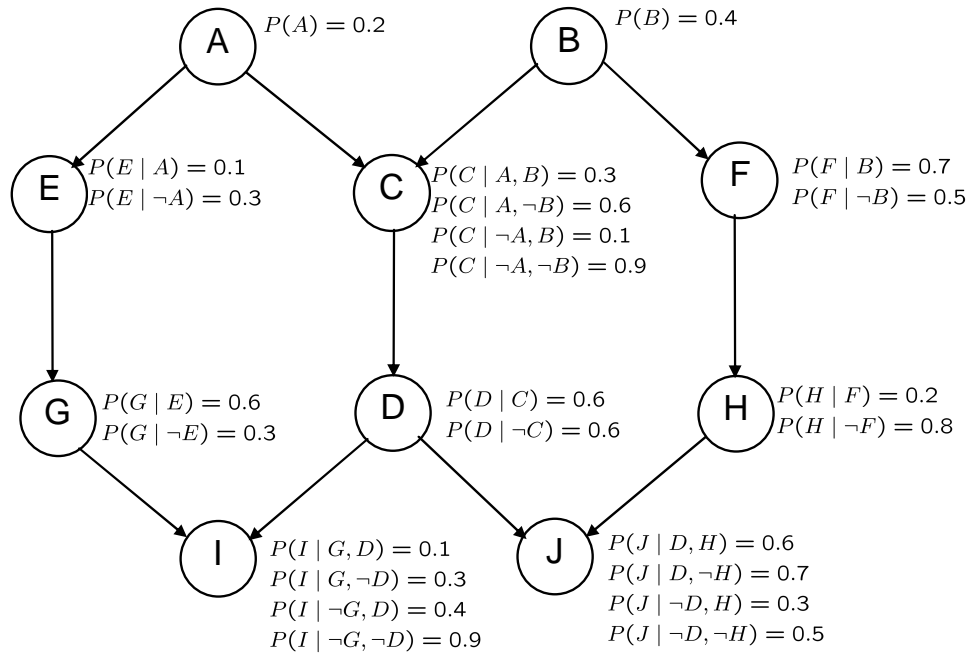 A
P(A) = 0.2
B
P(B) = 0.4
E
P(E | A) = 0.1
P(E | ¬A) = 0.3
C
P(C | A, B) = 0.3
P(C | A, ¬B) = 0.6
P(C | ¬A, B) = 0.1
P(C | ¬A, ¬B) = 0.9
F
P(F | B) = 0.7
P(F | ¬B) = 0.5
G
P(G | E) = 0.6
P(G | ¬E) = 0.3
D
P(D | C) = 0.6
P(D | ¬C) = 0.6
H
P(H | F) = 0.2
P(H | ¬F) = 0.8
I
P(I | G, D) = 0.1
P(I | G, ¬D) = 0.3
P(I | ¬G, D) = 0.4
P(I | ¬G, ¬D) = 0.9
J
P(J | D, H) = 0.6
P(J | D, ¬H) = 0.7
P(J | ¬D, H) = 0.3
P(J | ¬D, ¬H) = 0.5